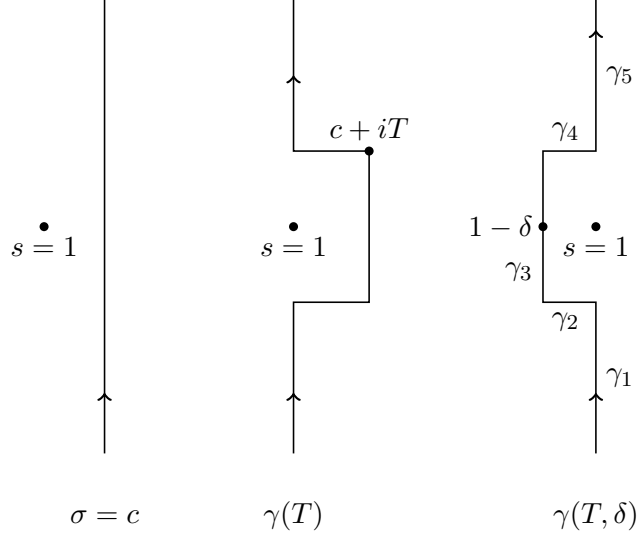 c + iT
s = 1
s = 1
1 − δ
s = 1
γ₁
γ₂
γ₃
γ₄
γ₅
σ = c
γ(T)
γ(T, δ)